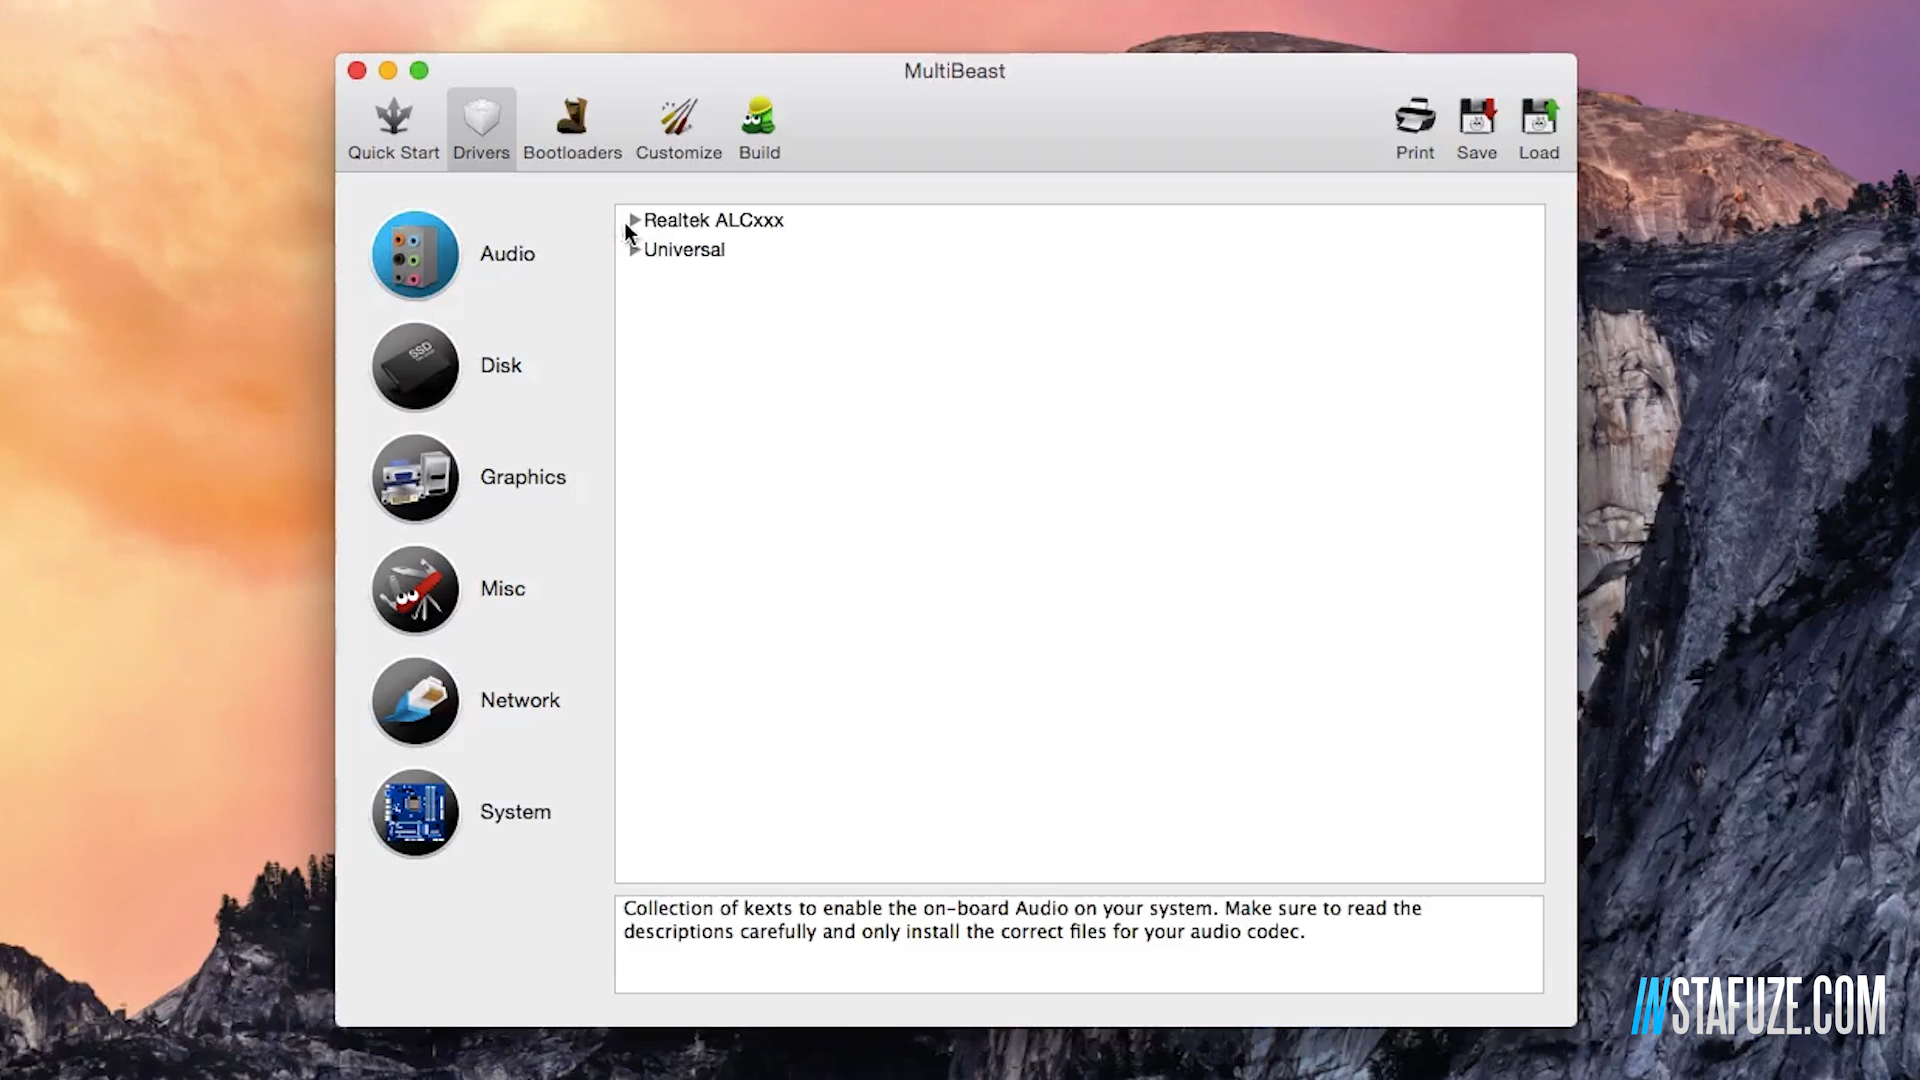 MultiBeast
Quick Start
Drivers
Bootloaders
Customize
Build
Print
Save
Load
Audio
Disk
Graphics
Misc
Network
System
Realtek ALCxxx
Universal
SSD
Collection of kexts to enable the on-board Audio on your system. Make sure to read the
descriptions carefully and only install the correct files for your audio codec.
INSTAFUZE.COM